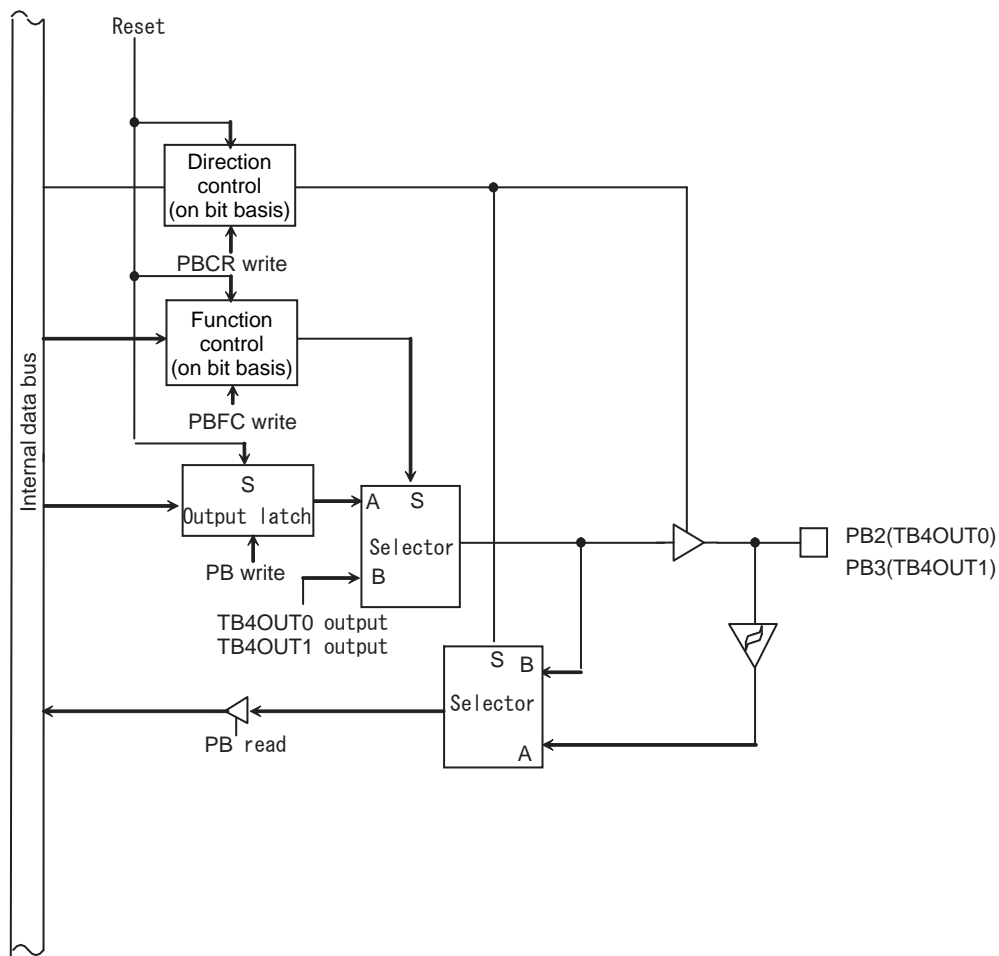 Reset
Direction
control
(on bit basis)
PBCR write
Function
control
(on bit basis)
PBFC write
Internal data bus
S
Output latch
PB write
A S
Selector
B
TB4OUT0 output
TB4OUT1 output
PB2(TB4OUT0)
PB3(TB4OUT1)
S B
Selector
A
PB read